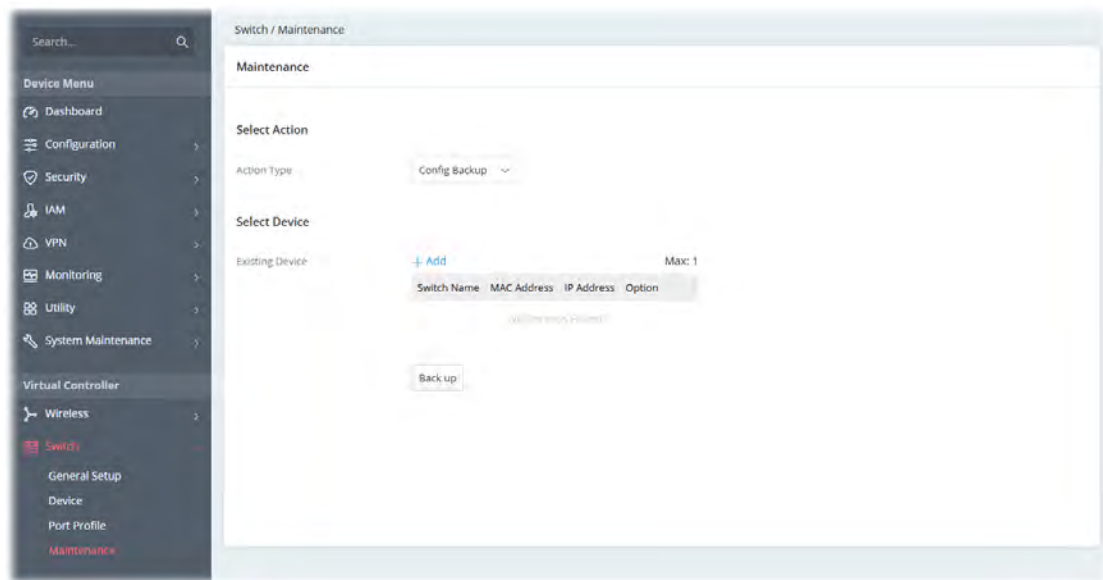 Search...
Device Menu
Dashboard
Configuration
Security
IAM
VPN
Monitoring
Utility
System Maintenance
Virtual Controller
Wireless
Switch
General Setup
Device
Port Profile
Maintenance
Switch / Maintenance
Maintenance
Select Action
Action Type Config Backup
Select Device
Existing Device + Add Max: 1
Switch Name MAC Address IP Address Option
Back up